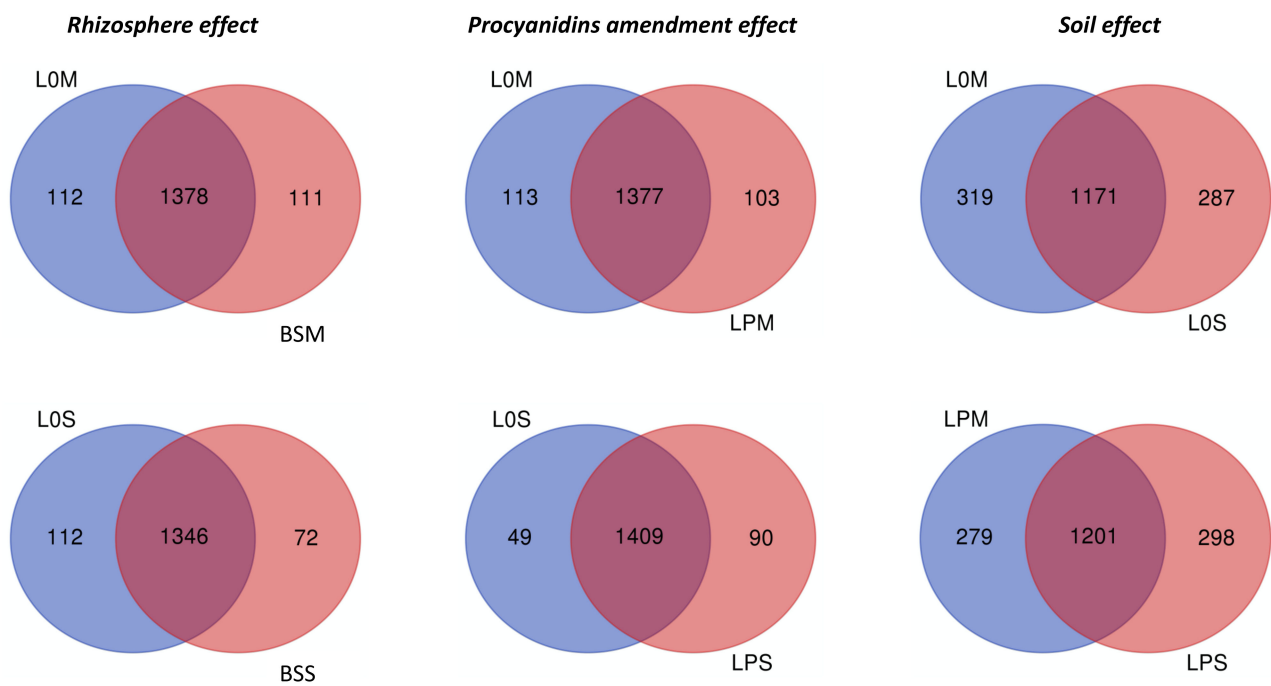 Rhizosphere effect
Procyanidins amendment effect
Soil effect
L0M
L0M
L0M
112 1378 111
113 1377 103
319 1171 287
BSM
LPM
L0S
L0S
L0S
LPM
112 1346 72
49 1409 90
279 1201 298
BSS
LPS
LPS